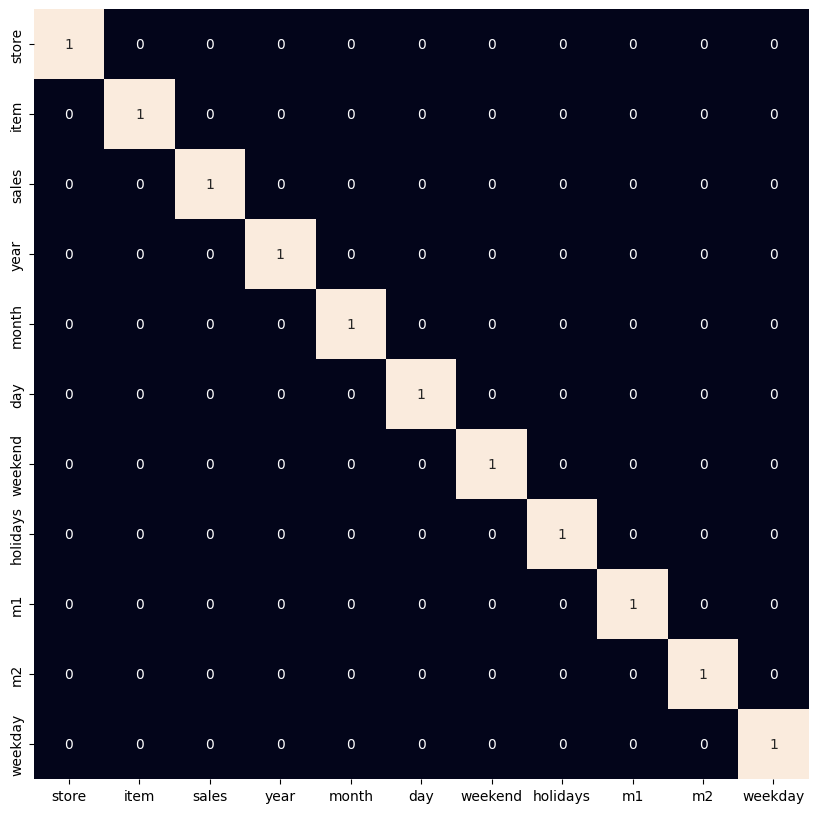 store 1 0 0 0 0 0 0 0 0 0 0
item 0 1 0 0 0 0 0 0 0 0 0
sales 0 0 1 0 0 0 0 0 0 0 0
year 0 0 0 1 0 0 0 0 0 0 0
month 0 0 0 0 1 0 0 0 0 0 0
day 0 0 0 0 0 1 0 0 0 0 0
weekend 0 0 0 0 0 0 1 0 0 0 0
holidays 0 0 0 0 0 0 0 1 0 0 0
m1 0 0 0 0 0 0 0 0 1 0 0
m2 0 0 0 0 0 0 0 0 0 1 0
weekday 0 0 0 0 0 0 0 0 0 0 1
store item sales year month day weekend holidays m1 m2 weekday